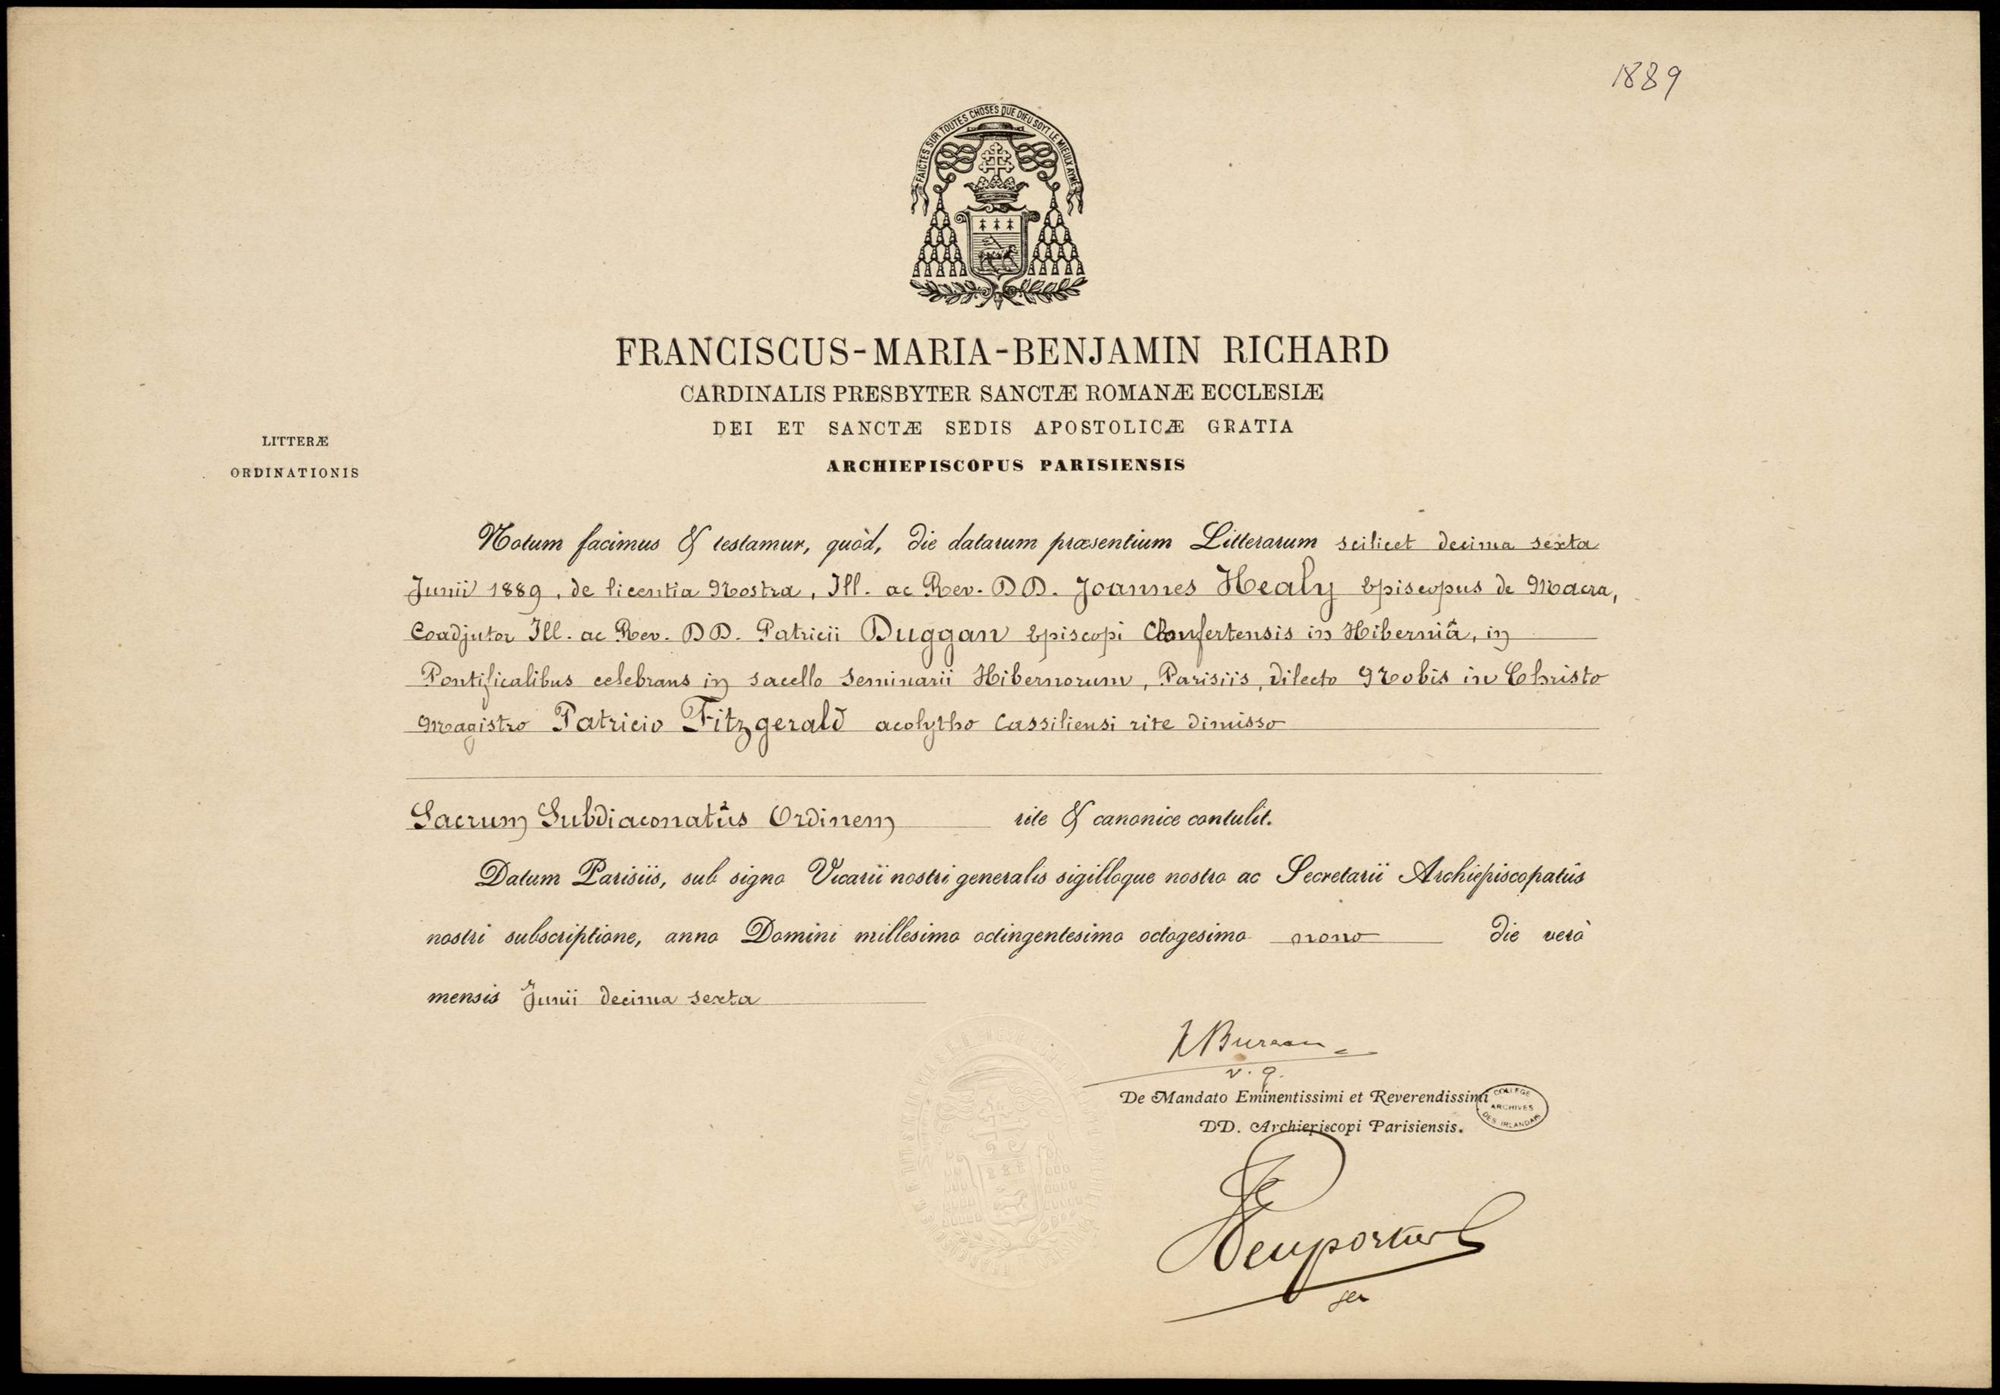 1889
FAICTES SUR TOUTES CHOSES QUE DIEU SOYT LE MIEULX AYMÉ
FRANCISCUS-MARIA-BENJAMIN RICHARD
CARDINALIS PRESBYTER SANCTÆ ROMANÆ ECCLESIÆ
DEI ET SANCTÆ SEDIS APOSTOLICÆ GRATIA
ARCHIEPISCOPUS PARISIENSIS
LITTERÆ
ORDINATIONIS
Notum facimus & testamur, quòd, die datarum præsentium Litterarum scilicet decima sexta
Junii 1889, de licentia Nostra, Ill. ac Rev. DD. Joannes Healy Episcopus de Macra,
Coadjutor Ill. ac Rev. DD. Patricii Duggan Episcopi Clonfertensis in Hiberniâ, in
Pontificalibus celebrans in sacello Seminarii Hibernorum, Parisiis, dilecto Nobis in Christo
Magistro Patricio Fitzgerald acolytho Cassiliensi rite dimisso
Sacrum Subdiaconatûs Ordinem rite & canonice contulit.
Datum Parisiis, sub signo Vicarii nostri generalis sigilloque nostro ac Secretarii Archiepiscopatûs
nostri subscriptione, anno Domini millesimo octingentesimo octogesimo nono die verò
mensis Junii decima sexta
Bureau
v. g.
De Mandato Eminentissimi et Reverendissimi
DD. Archiepiscopi Parisiensis.
COLLEGE
ARCHIVES
DES IRLANDAIS